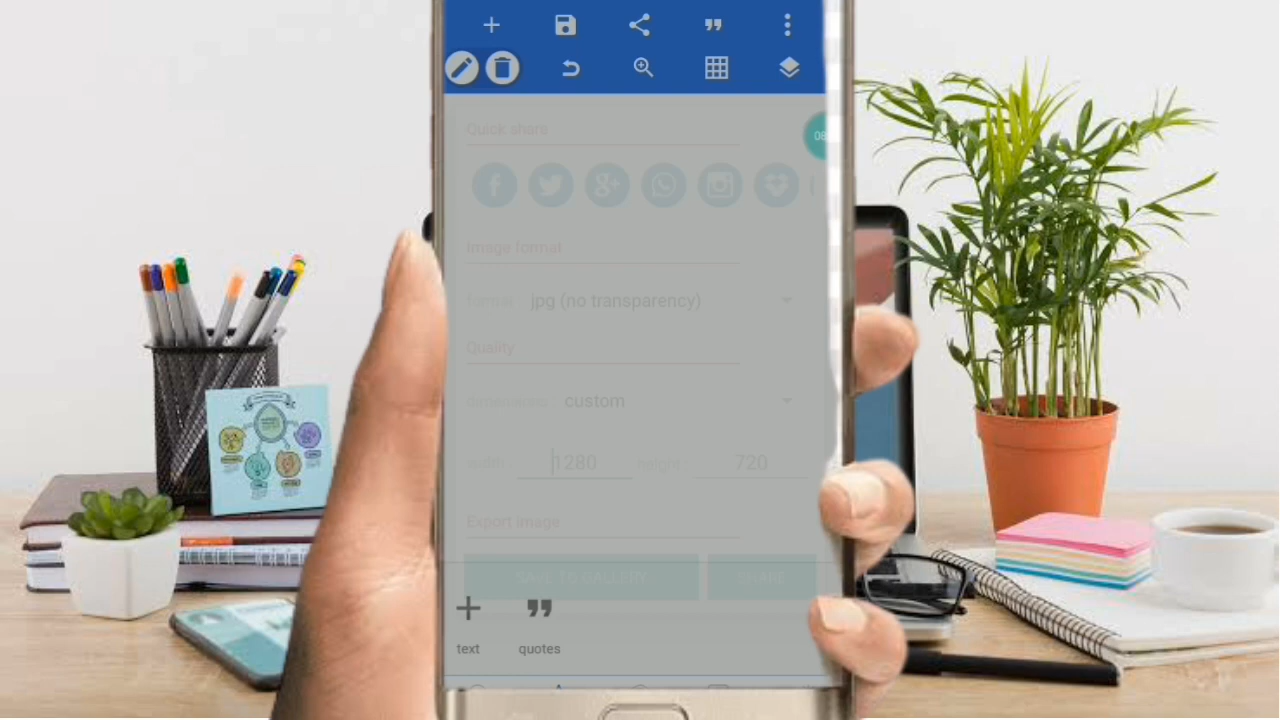 Quick share
08
Image format
format jpg (no transparency)
Quality
dimensions custom
width 1280 height 720
Export image
SAVE TO GALLERY SHARE
text quotes